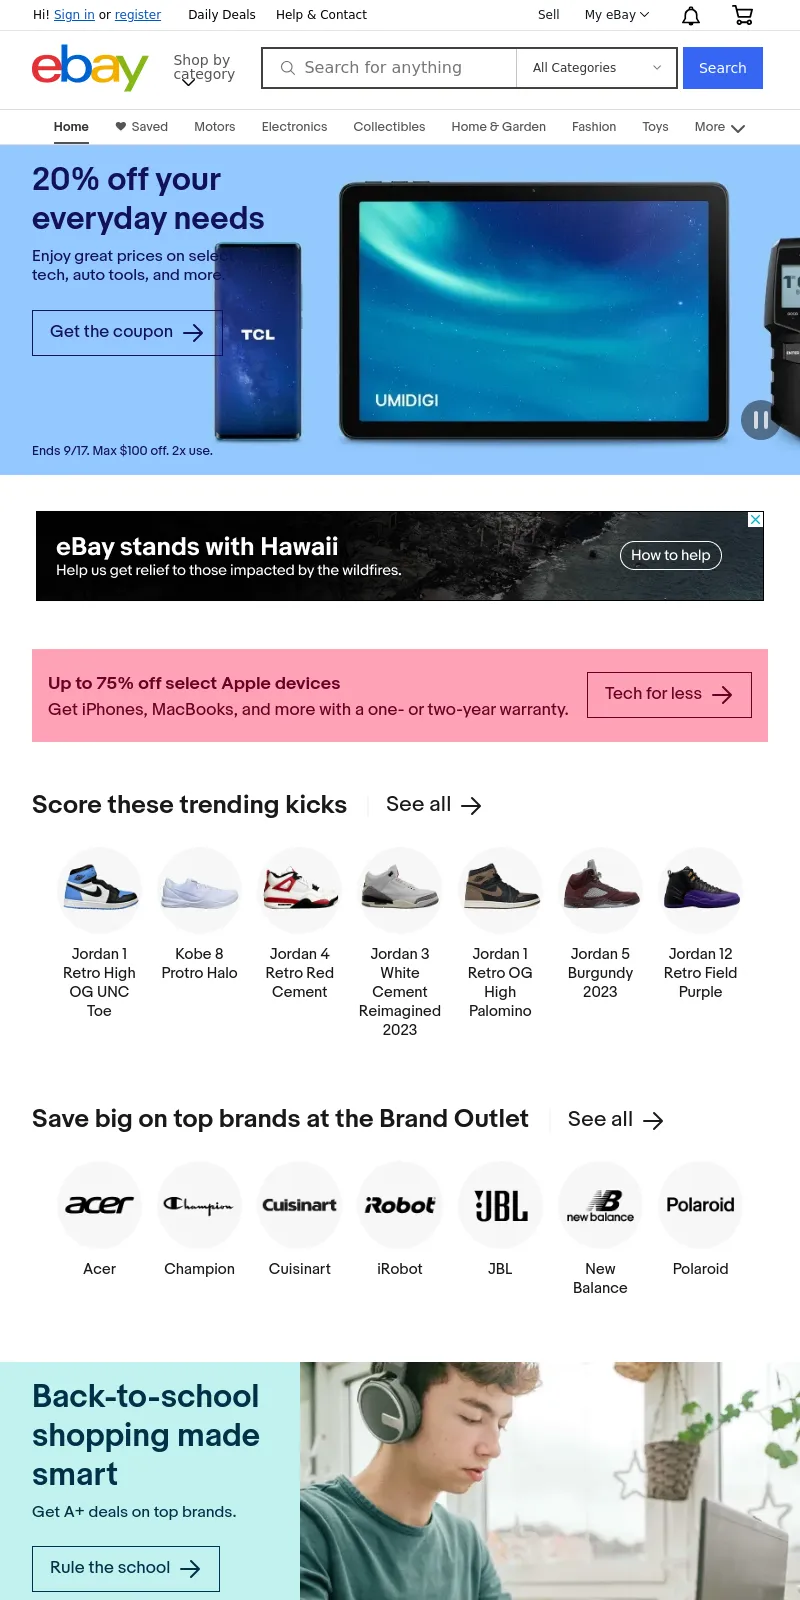 Hi! Sign in or register Daily Deals Help & Contact Sell My eBay
ebay
Shop by
category
Search for anything
All Categories
Search
Home Saved Motors Electronics Collectibles Home & Garden Fashion Toys More
20% off your
everyday needs
Enjoy great prices on select
tech, auto tools, and more.
Get the coupon
TCL
UMIDIGI
Ends 9/17. Max $100 off. 2x use.
eBay stands with Hawaii
Help us get relief to those impacted by the wildfires.
How to help
Up to 75% off select Apple devices
Get iPhones, MacBooks, and more with a one- or two-year warranty.
Tech for less
Score these trending kicks
See all
Jordan 1
Retro High
OG UNC
Toe
Kobe 8
Protro Halo
Jordan 4
Retro Red
Cement
Jordan 3
White
Cement
Reimagined
2023
Jordan 1
Retro OG
High
Palomino
Jordan 5
Burgundy
2023
Jordan 12
Retro Field
Purple
Save big on top brands at the Brand Outlet
See all
acer
Champion
Cuisinart
iRobot
JBL
new balance
Polaroid
Acer
Champion
Cuisinart
iRobot
JBL
New
Balance
Polaroid
Back-to-school
shopping made
smart
Get A+ deals on top brands.
Rule the school